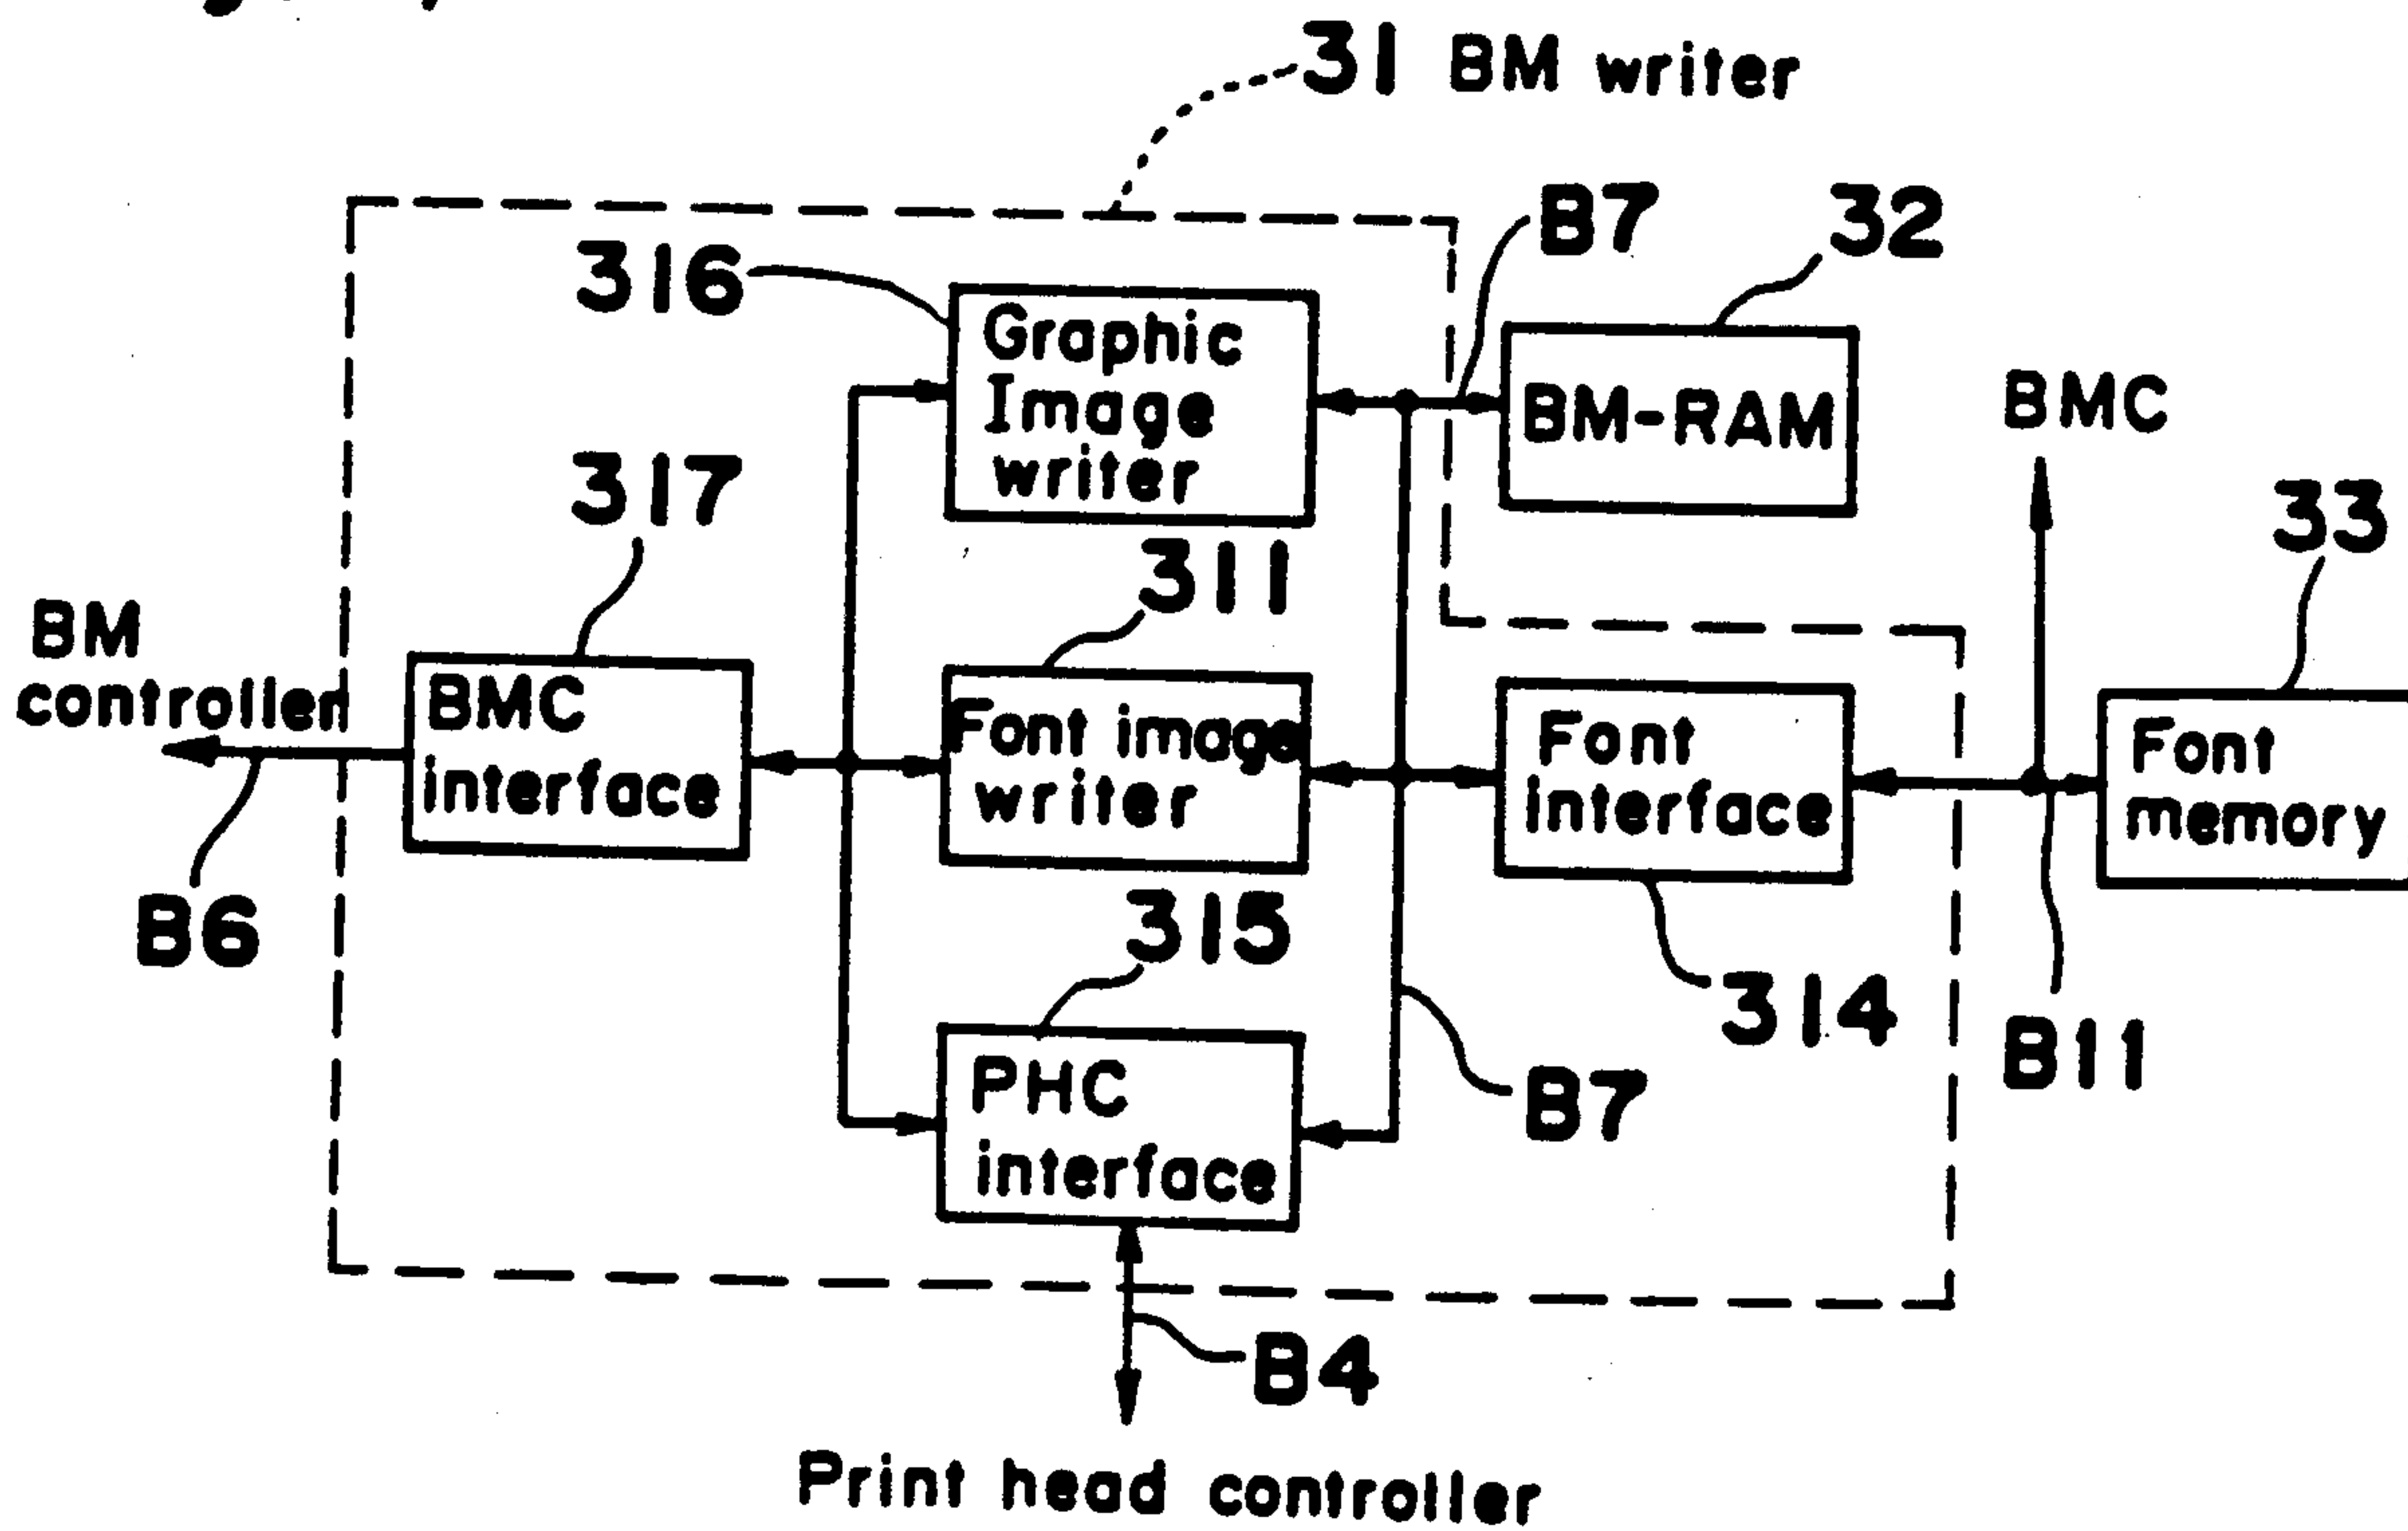 31 BM writer
B7
32
316
Graphic
Image
writer
BM-RAM
BMC
317
33
311
BM
controller
BMC
interface
Font image
writer
Font
Interface
Font
memory
B6
315
314
B11
PHC
interface
B7
B4
Print head controller